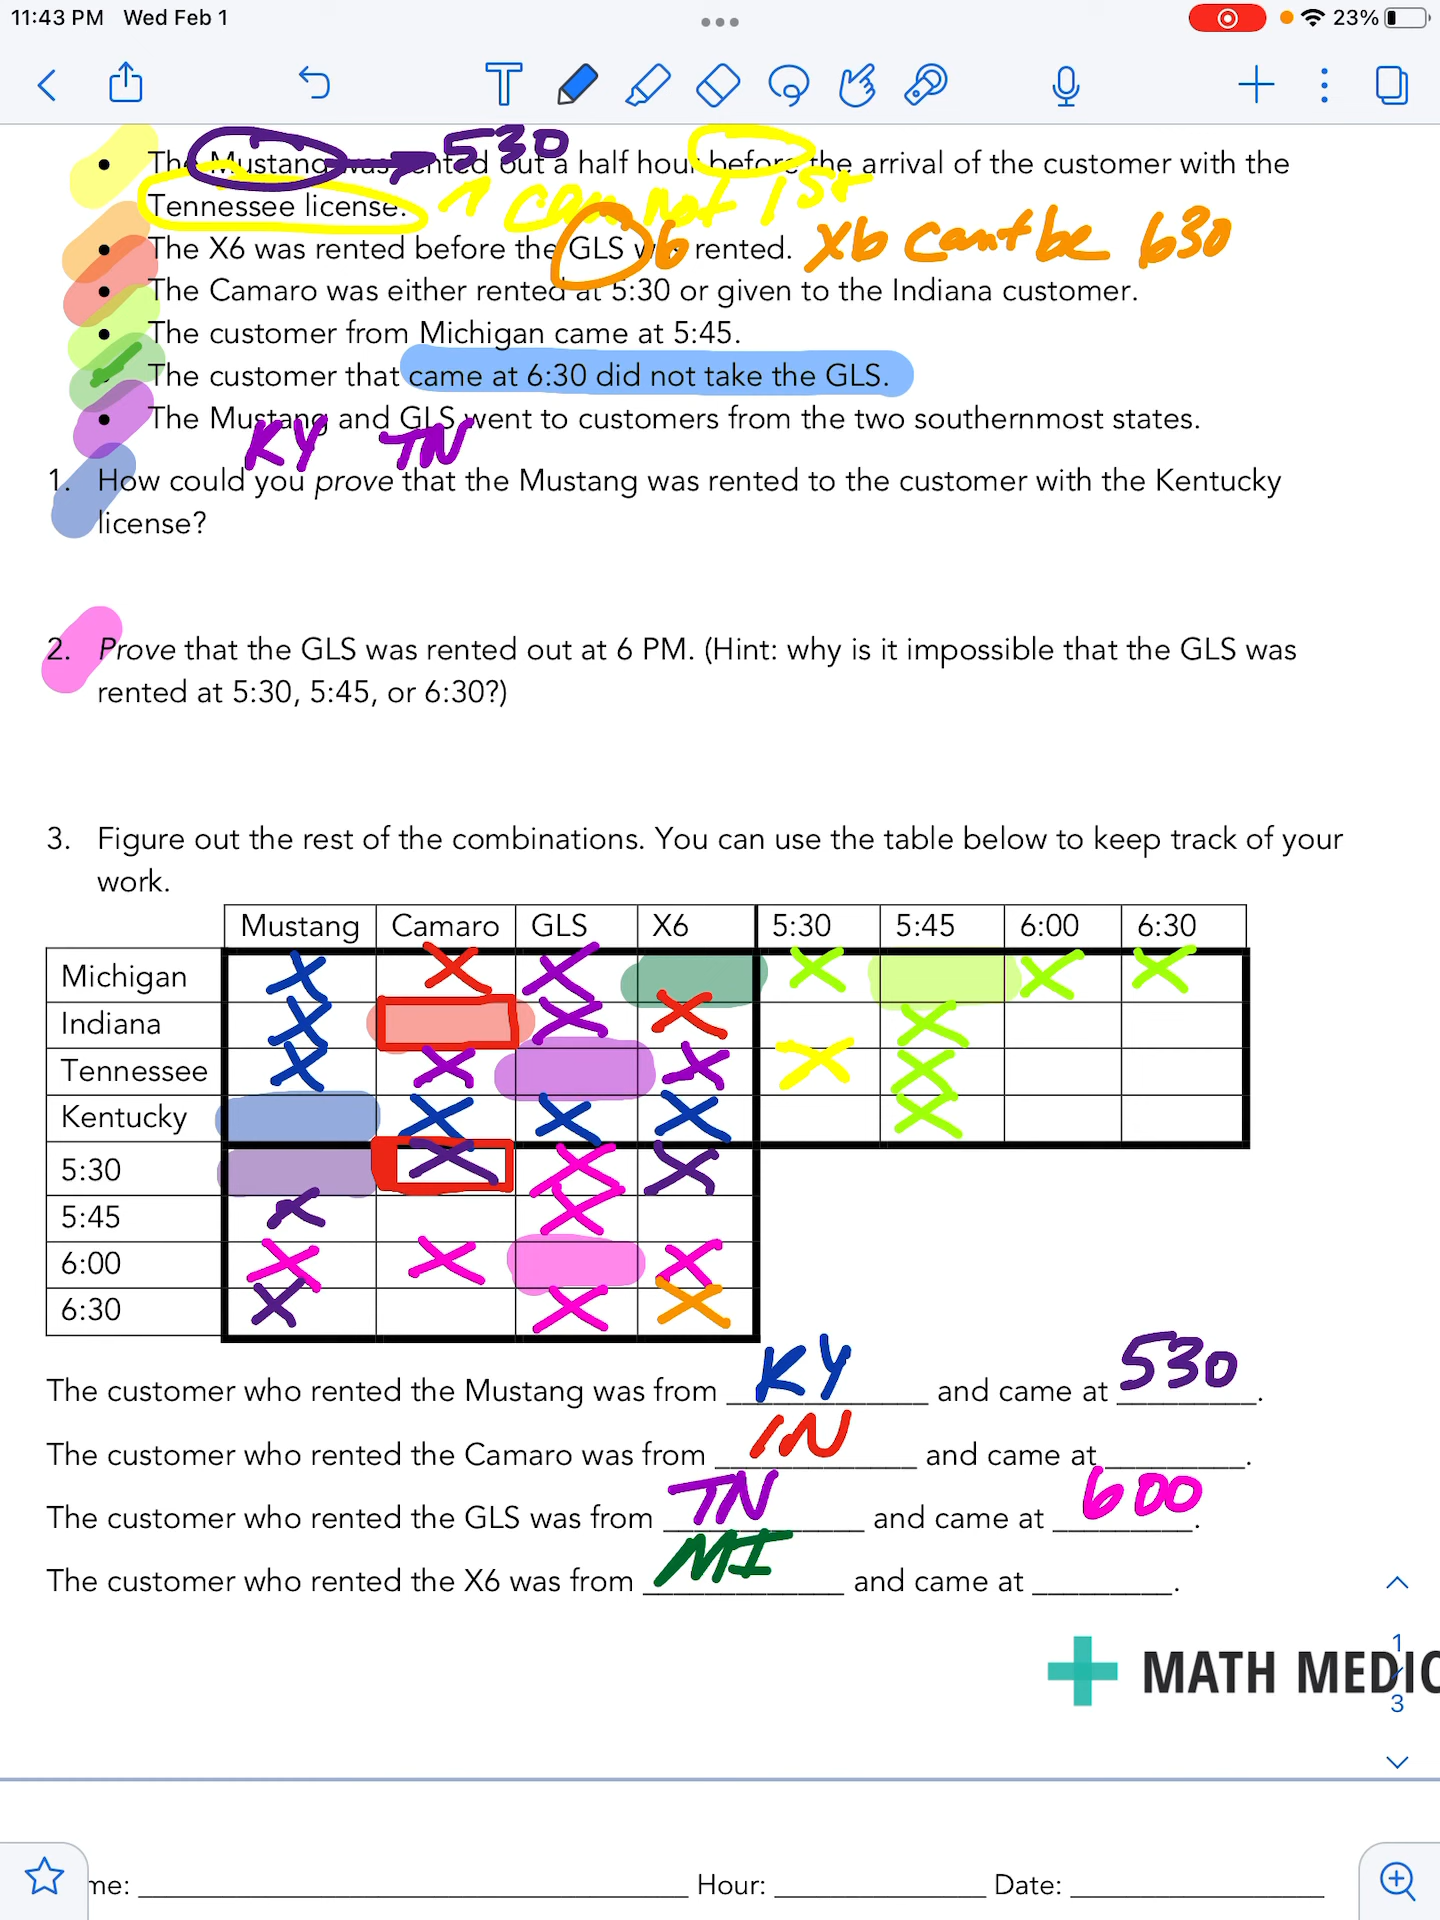 11:43 PM Wed Feb 1
23%
530
The Mustang was rented out a half hour before the arrival of the customer with the
Tennessee license. 1 can not 1st
The X6 was rented before the GLS was rented. 6 X6 can't be 630
The Camaro was either rented at 5:30 or given to the Indiana customer.
The customer from Michigan came at 5:45.
The customer that came at 6:30 did not take the GLS.
The Mustang and GLS went to customers from the two southernmost states.
KY TN
1. How could you prove that the Mustang was rented to the customer with the Kentucky
license?
2. Prove that the GLS was rented out at 6 PM. (Hint: why is it impossible that the GLS was
rented at 5:30, 5:45, or 6:30?)
3. Figure out the rest of the combinations. You can use the table below to keep track of your
work.
Mustang Camaro GLS X6 5:30 5:45 6:00 6:30
Michigan
Indiana
Tennessee
Kentucky
5:30
5:45
6:00
6:30
The customer who rented the Mustang was from KY and came at 530.
The customer who rented the Camaro was from IN and came at ________.
The customer who rented the GLS was from TN and came at 600.
The customer who rented the X6 was from MI and came at ________.
MATH MEDIC
1
3
me: ________ Hour: ________ Date: ________